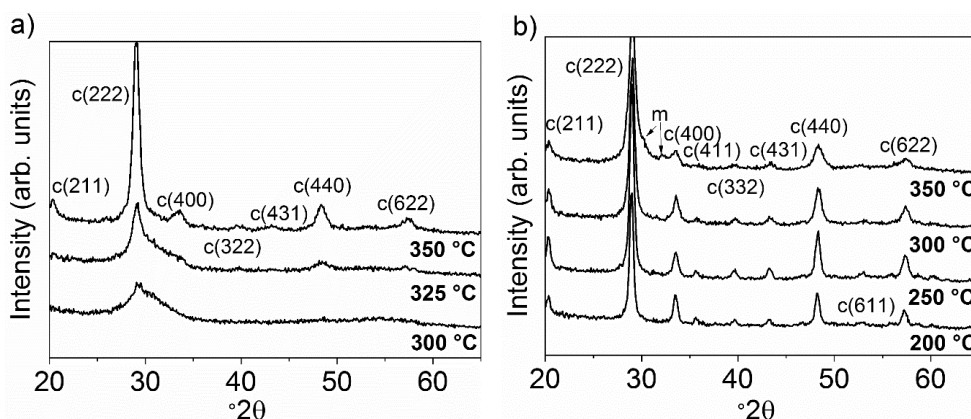 a)
Intensity (arb. units)
c(211)
c(222)
c(400)
c(322)
c(431)
c(440)
c(622)
350 °C
325 °C
300 °C
20 30 40 50 60
°2θ
b)
Intensity (arb. units)
c(211)
c(222)
m
c(400)
c(411)
c(332)
c(431)
c(440)
c(622)
350 °C
300 °C
250 °C
c(611)
200 °C
20 30 40 50 60
°2θ